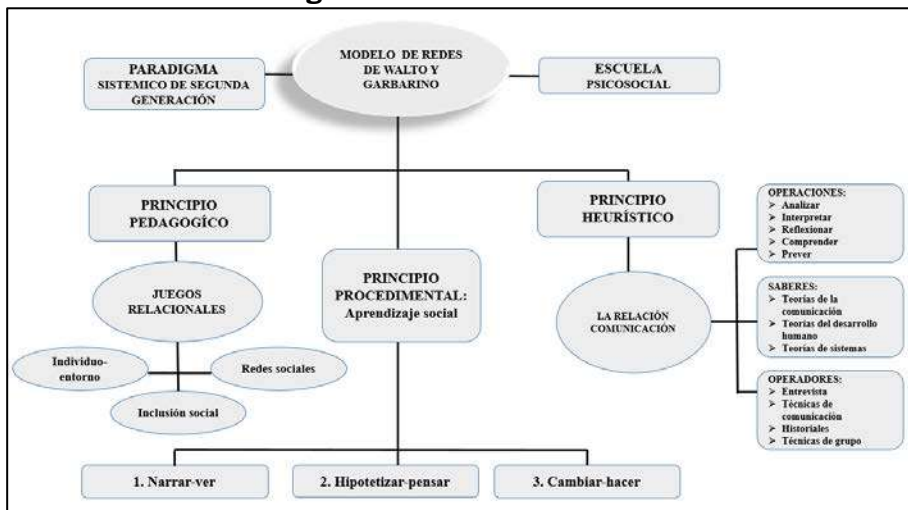 MODELO DE REDES
DE WALTO Y
GARBARINO
PARADIGMA
SISTEMICO DE SEGUNDA
GENERACIÓN
ESCUELA
PSICOSOCIAL
PRINCIPIO
PEDAGOGÍCO
JUEGOS
RELACIONALES
Individuo-
entorno
Redes sociales
Inclusión social
PRINCIPIO
PROCEDIMENTAL:
Aprendizaje social
1. Narrar-ver
2. Hipotetizar-pensar
3. Cambiar-hacer
PRINCIPIO
HEURÍSTICO
LA RELACIÓN
COMUNICACIÓN
OPERACIONES:
➢ Analizar
➢ Interpretar
➢ Reflexionar
➢ Comprender
➢ Prever
SABERES:
➢ Teorías de la
comunicación
➢ Teorías del desarrollo
humano
➢ Teorías de sistemas
OPERADORES:
➢ Entrevista
➢ Técnicas de
comunicación
➢ Historiales
➢ Técnicas de grupo